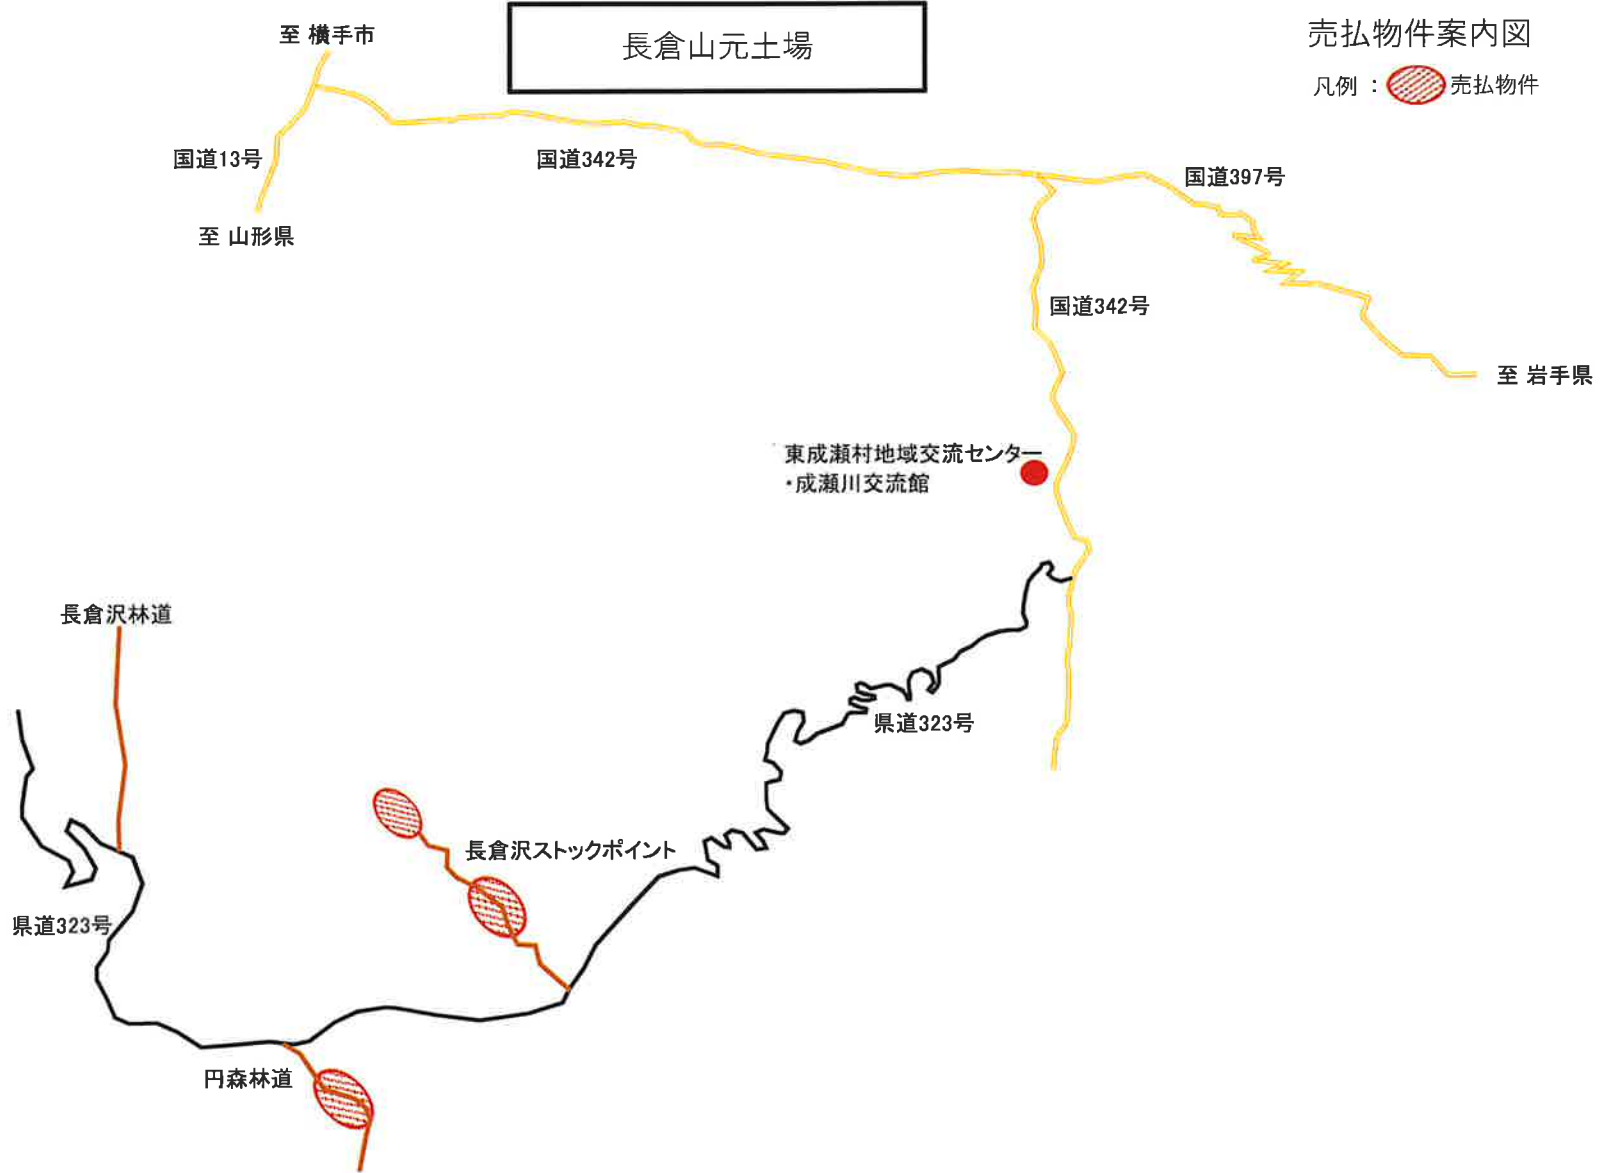 長倉山元土場
売払物件案内図
凡例 : 売払物件
至 横手市
国道13号
国道342号
国道397号
至 山形県
国道342号
至 岩手県
東成瀬村地域交流センター
・成瀬川交流館
長倉沢林道
県道323号
長倉沢ストックポイント
県道323号
円森林道